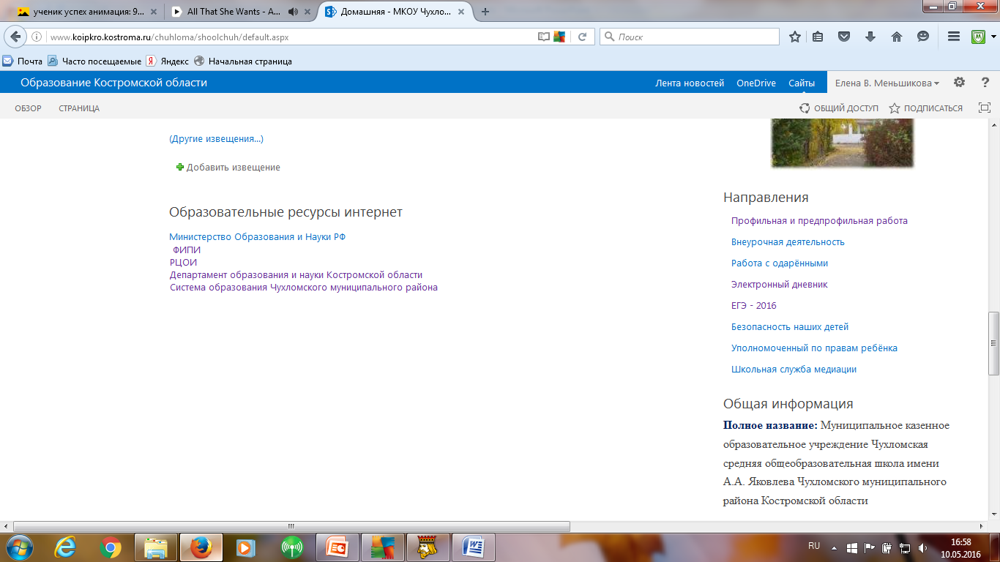 ученик успех анимация: 9...
All That She Wants - A...
Домашняя - МКОУ Чухло...
www.koipkro.kostroma.ru/chuhloma/shoolchuh/default.aspx
Поиск
Почта
Часто посещаемые
Яндекс
Начальная страница
Образование Костромской области
Лента новостей
OneDrive
Сайты
Елена В. Меньшикова
?
ОБЗОР
СТРАНИЦА
ОБЩИЙ ДОСТУП
ПОДПИСАТЬСЯ
(Другие извещения...)
Добавить извещение
Образовательные ресурсы интернет
Министерство Образования и Науки РФ
ФИПИ
РЦОИ
Департамент образования и науки Костромской области
Система образования Чухломского муниципального района
Направления
Профильная и предпрофильная работа
Внеурочная деятельность
Работа с одарёнными
Электронный дневник
ЕГЭ - 2016
Безопасность наших детей
Уполномоченный по правам ребёнка
Школьная служба медиации
Общая информация
Полное название: Муниципальное казенное
образовательное учреждение Чухломская
средняя общеобразовательная школа имени
А.А. Яковлева Чухломского муниципального
района Костромской области
RU
16:58
10.05.2016